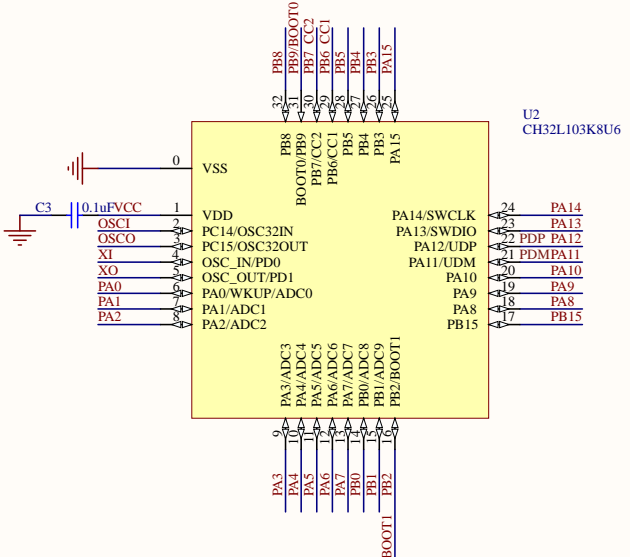 PB8
PB9/BOOT0
PB7 CC2
PB6 CC1
PB5
PB4
PB3
PA15
32
31
30
29
28
27
26
25
U2
CH32L103K8U6
PB8
BOOT0/PB9
PB7/CC2
PB6/CC1
PB5
PB4
PB3
PA15
0
VSS
C3
0.1uF
VCC
1
VDD
OSCI
2
PC14/OSC32IN
OSCO
3
PC15/OSC32OUT
XI
4
OSC_IN/PD0
XO
5
OSC_OUT/PD1
PA0
6
PA0/WKUP/ADC0
PA1
7
PA1/ADC1
PA2
8
PA2/ADC2
PA14/SWCLK
24
PA14
PA13/SWDIO
23
PA13
PA12/UDP
22
PDP PA12
PA11/UDM
21
PDMPA11
PA10
20
PA10
PA9
19
PA9
PA8
18
PA8
PB15
17
PB15
PA3/ADC3
PA4/ADC4
PA5/ADC5
PA6/ADC6
PA7/ADC7
PB0/ADC8
PB1/ADC9
PB2/BOOT1
9
10
11
12
13
14
15
16
PA3
PA4
PA5
PA6
PA7
PB0
PB1
PB2
BOOT1